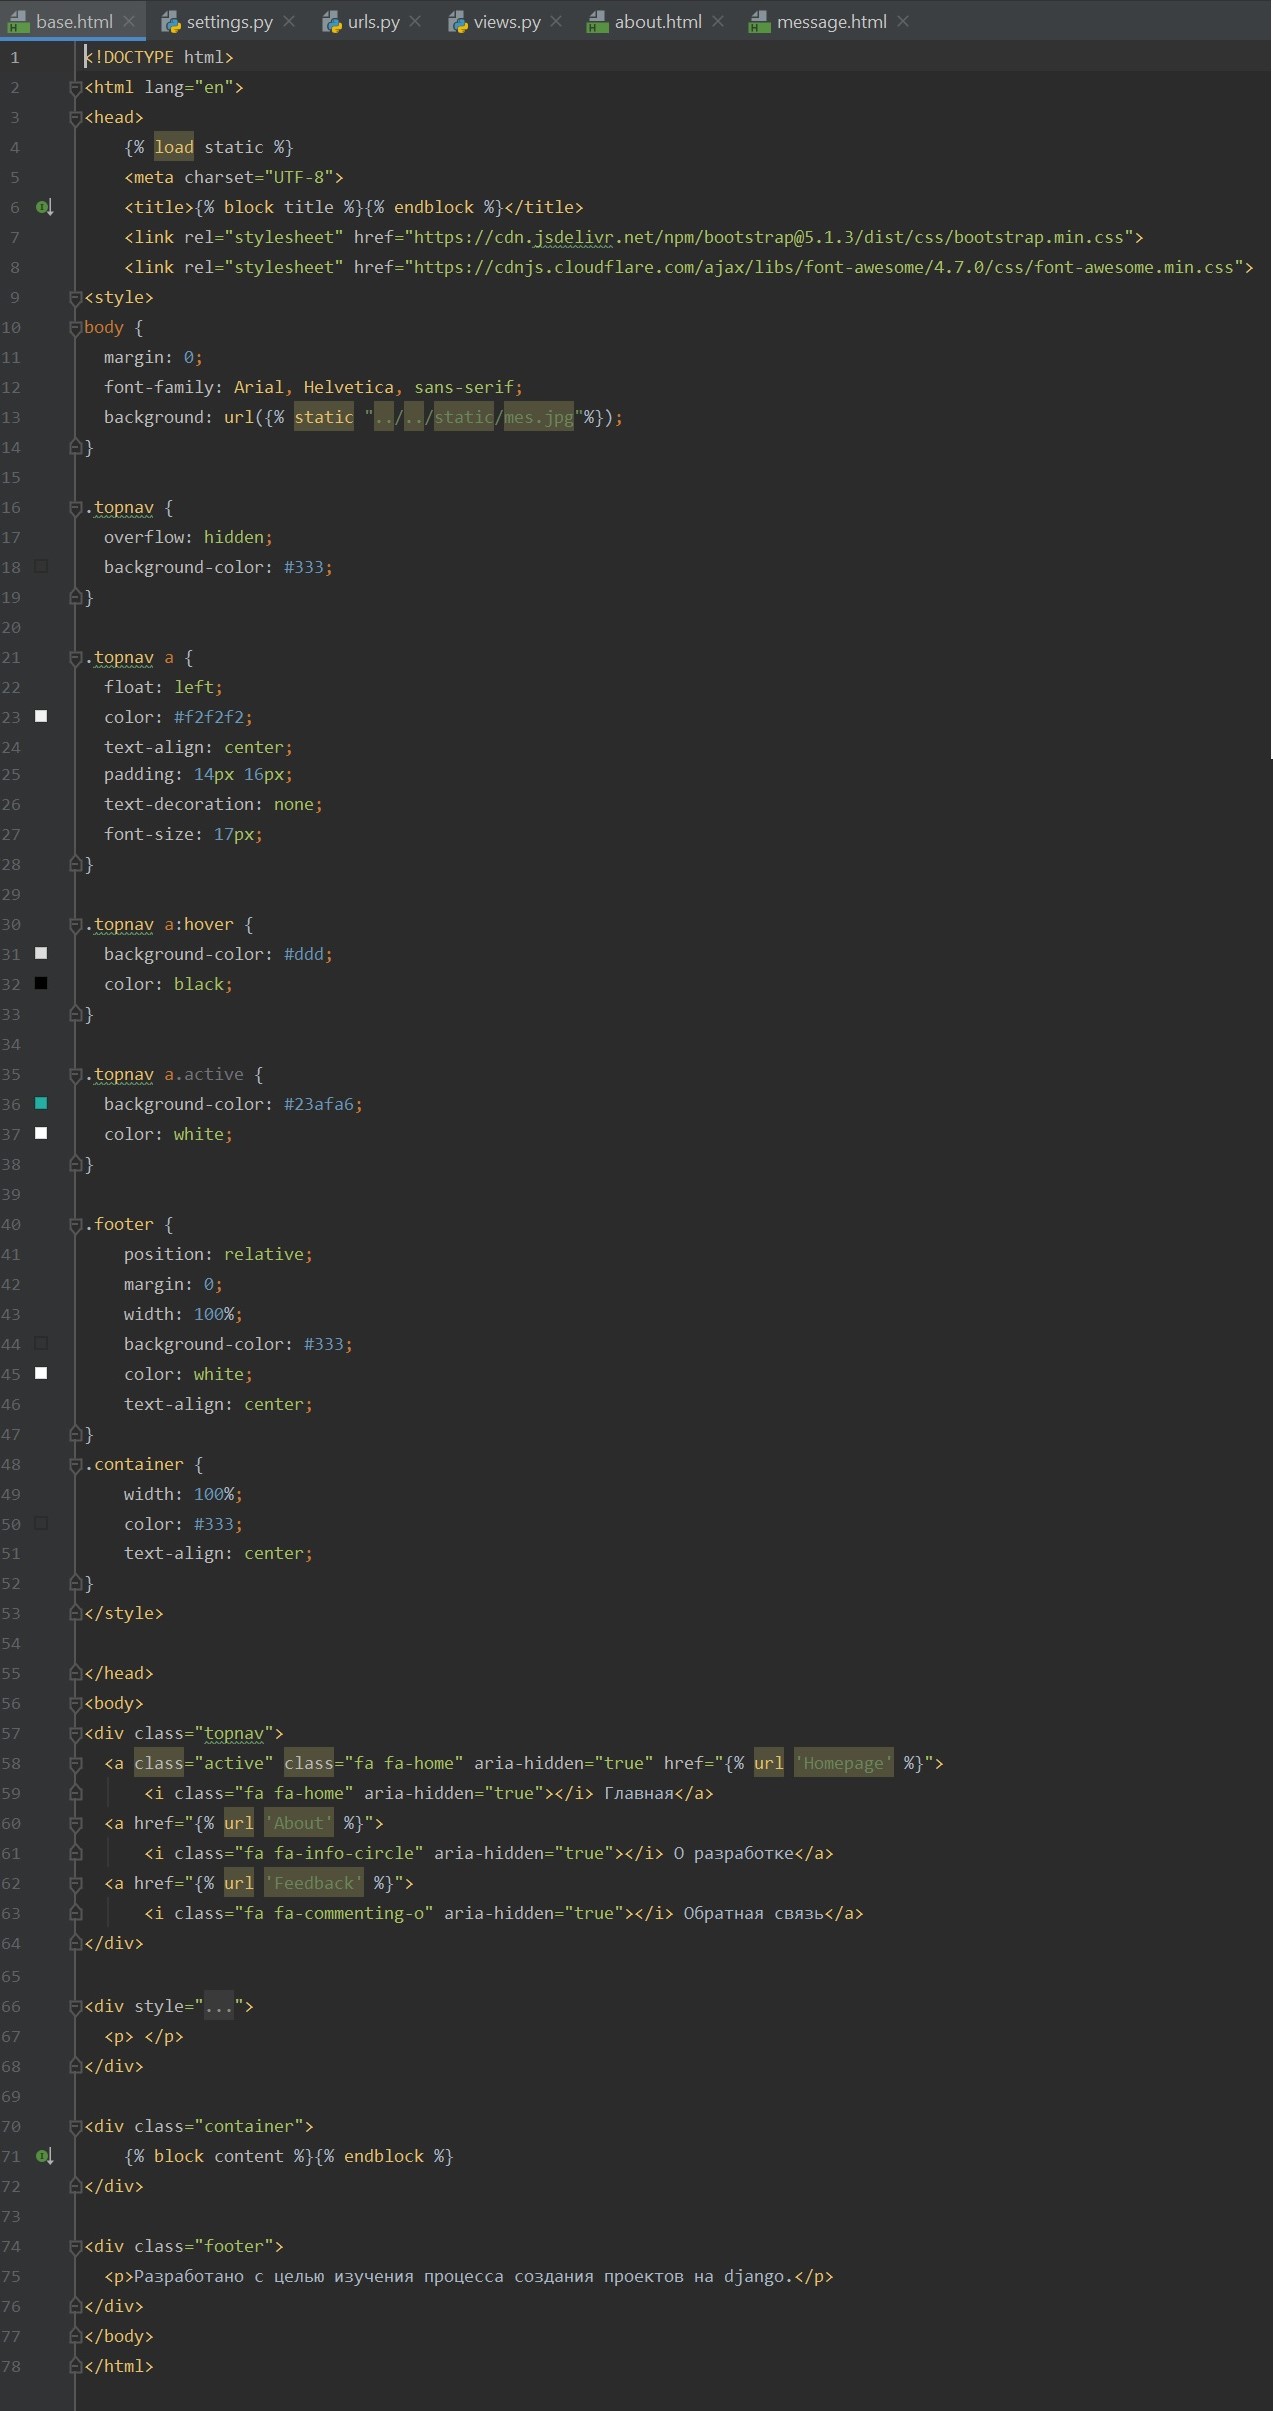 base.html settings.py urls.py views.py about.html message.html
1 <!DOCTYPE html>
2 <html lang="en">
3 <head>
4     {% load static %}
5     <meta charset="UTF-8">
6     <title>{% block title %}{% endblock %}</title>
7     <link rel="stylesheet" href="https://cdn.jsdelivr.net/npm/bootstrap@5.1.3/dist/css/bootstrap.min.css">
8     <link rel="stylesheet" href="https://cdnjs.cloudflare.com/ajax/libs/font-awesome/4.7.0/css/font-awesome.min.css">
9 <style>
10 body {
11   margin: 0;
12   font-family: Arial, Helvetica, sans-serif;
13   background: url({% static "../../static/mes.jpg"%});
14 }
15
16 .topnav {
17   overflow: hidden;
18   background-color: #333;
19 }
20
21 .topnav a {
22   float: left;
23   color: #f2f2f2;
24   text-align: center;
25   padding: 14px 16px;
26   text-decoration: none;
27   font-size: 17px;
28 }
29
30 .topnav a:hover {
31   background-color: #ddd;
32   color: black;
33 }
34
35 .topnav a.active {
36   background-color: #23afa6;
37   color: white;
38 }
39
40 .footer {
41     position: relative;
42     margin: 0;
43     width: 100%;
44     background-color: #333;
45     color: white;
46     text-align: center;
47 }
48 .container {
49     width: 100%;
50     color: #333;
51     text-align: center;
52 }
53 </style>
54
55 </head>
56 <body>
57 <div class="topnav">
58   <a class="active" class="fa fa-home" aria-hidden="true" href="{% url 'Homepage' %}">
59       <i class="fa fa-home" aria-hidden="true"></i> Главная</a>
60   <a href="{% url 'About' %}">
61       <i class="fa fa-info-circle" aria-hidden="true"></i> О разработке</a>
62   <a href="{% url 'Feedback' %}">
63       <i class="fa fa-commenting-o" aria-hidden="true"></i> Обратная связь</a>
64 </div>
65
66 <div style="...">
67   <p> </p>
68 </div>
69
70 <div class="container">
71     {% block content %}{% endblock %}
72 </div>
73
74 <div class="footer">
75   <p>Разработано с целью изучения процесса создания проектов на django.</p>
76 </div>
77 </body>
78 </html>